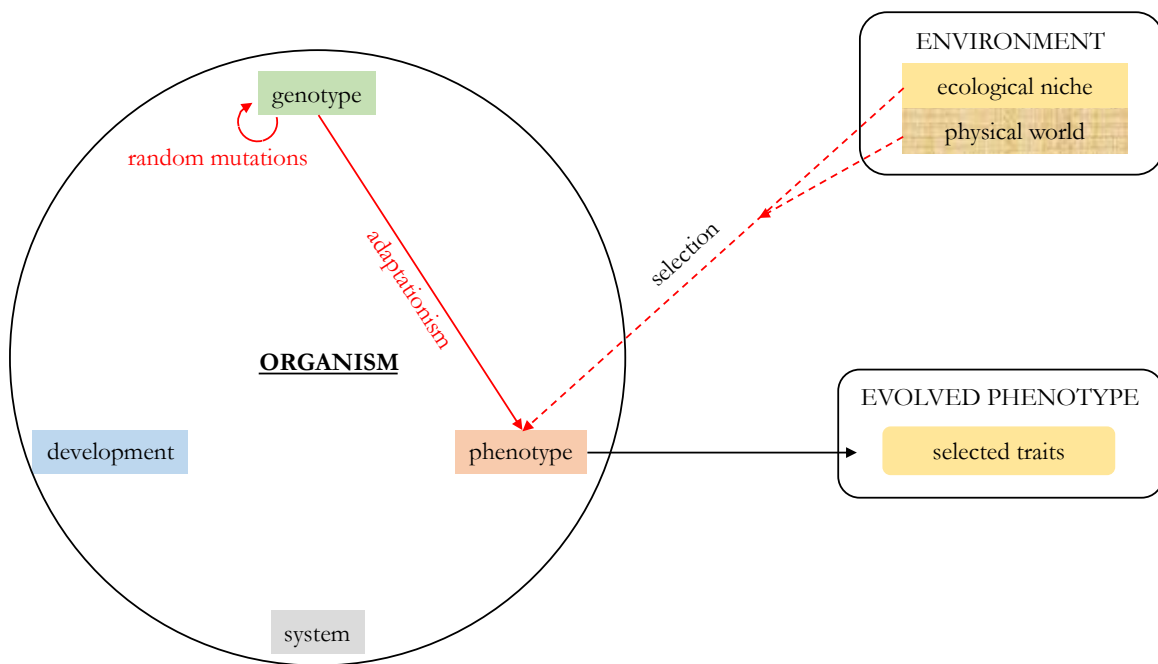 ENVIRONMENT
ecological niche
physical world
genotype
random mutations
adaptationism
selection
ORGANISM
EVOLVED PHENOTYPE
selected traits
development
phenotype
system